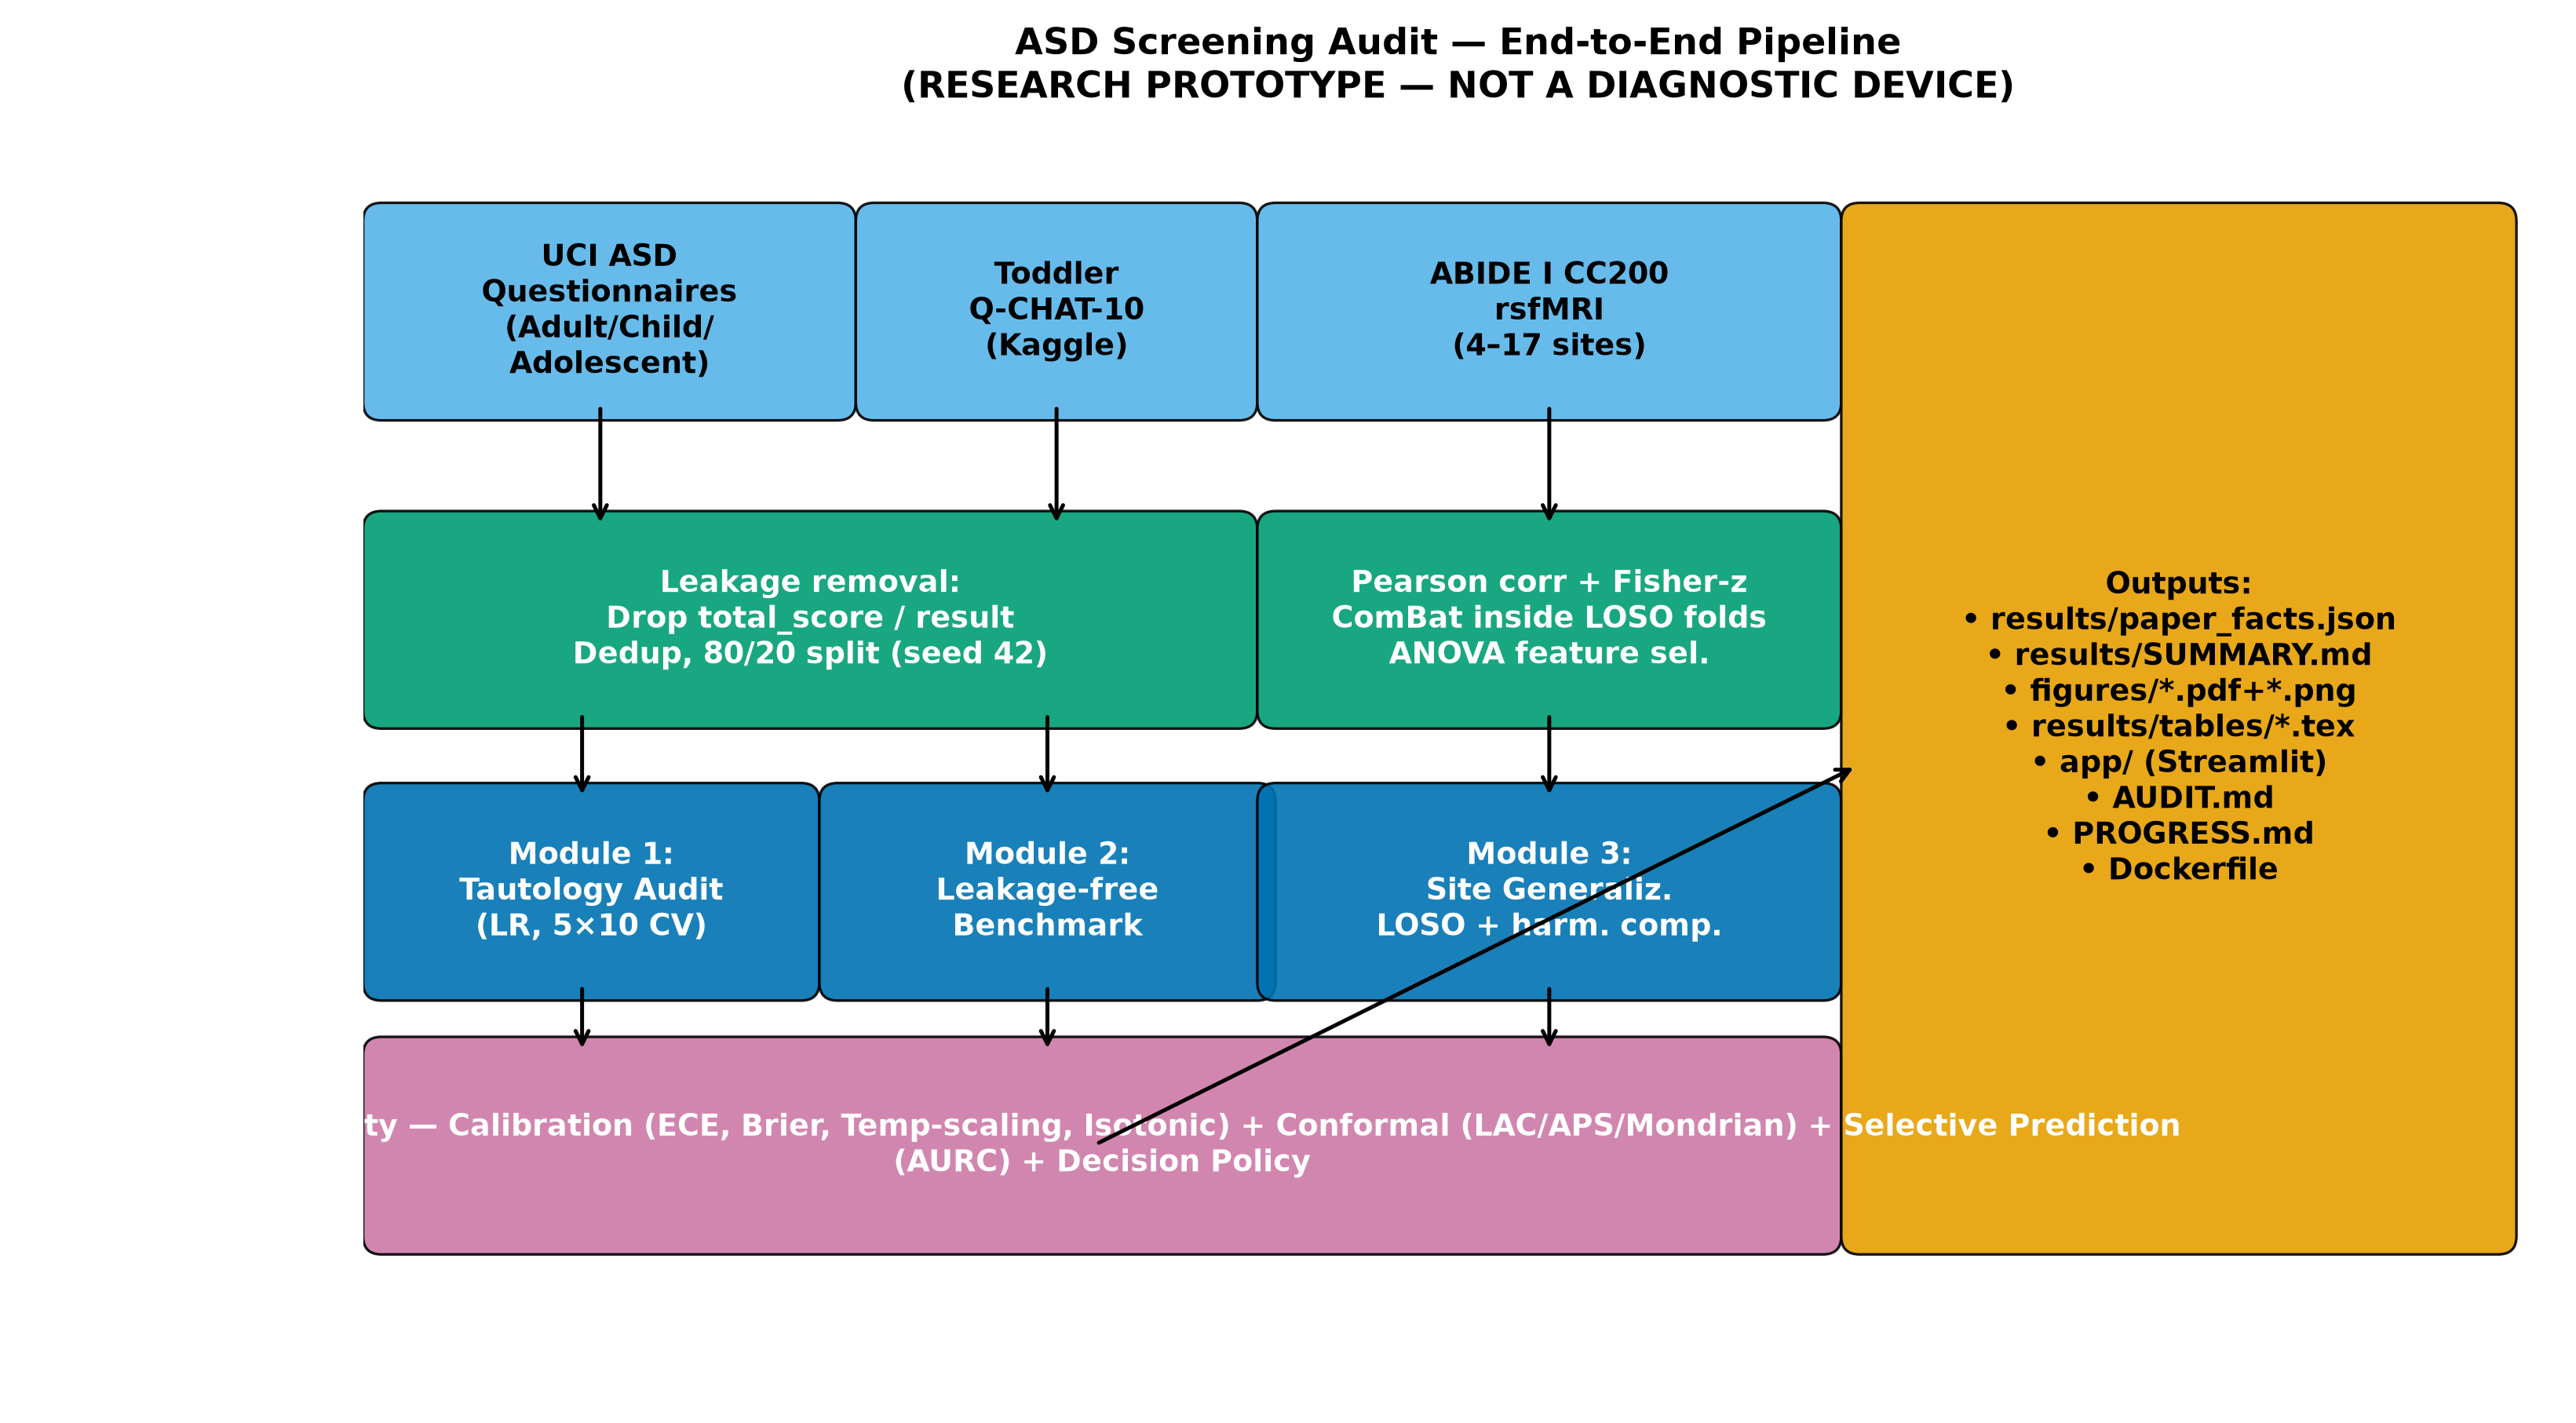 ASD Screening Audit — End-to-End Pipeline
(RESEARCH PROTOTYPE — NOT A DIAGNOSTIC DEVICE)
UCI ASD
Questionnaires
(Adult/Child/
Adolescent)
Toddler
Q-CHAT-10
(Kaggle)
ABIDE I CC200
rsfMRI
(4–17 sites)
Leakage removal:
Drop total_score / result
Dedup, 80/20 split (seed 42)
Pearson corr + Fisher-z
ComBat inside LOSO folds
ANOVA feature sel.
Module 1:
Tautology Audit
(LR, 5×10 CV)
Module 2:
Leakage-free
Benchmark
Module 3:
Site Generaliz.
LOSO + harm. comp.
ty — Calibration (ECE, Brier, Temp-scaling, Isotonic) + Conformal (LAC/APS/Mondrian) + Selective Prediction
(AURC) + Decision Policy
Outputs:
• results/paper_facts.json
• results/SUMMARY.md
• figures/*.pdf+*.png
• results/tables/*.tex
• app/ (Streamlit)
• AUDIT.md
• PROGRESS.md
• Dockerfile